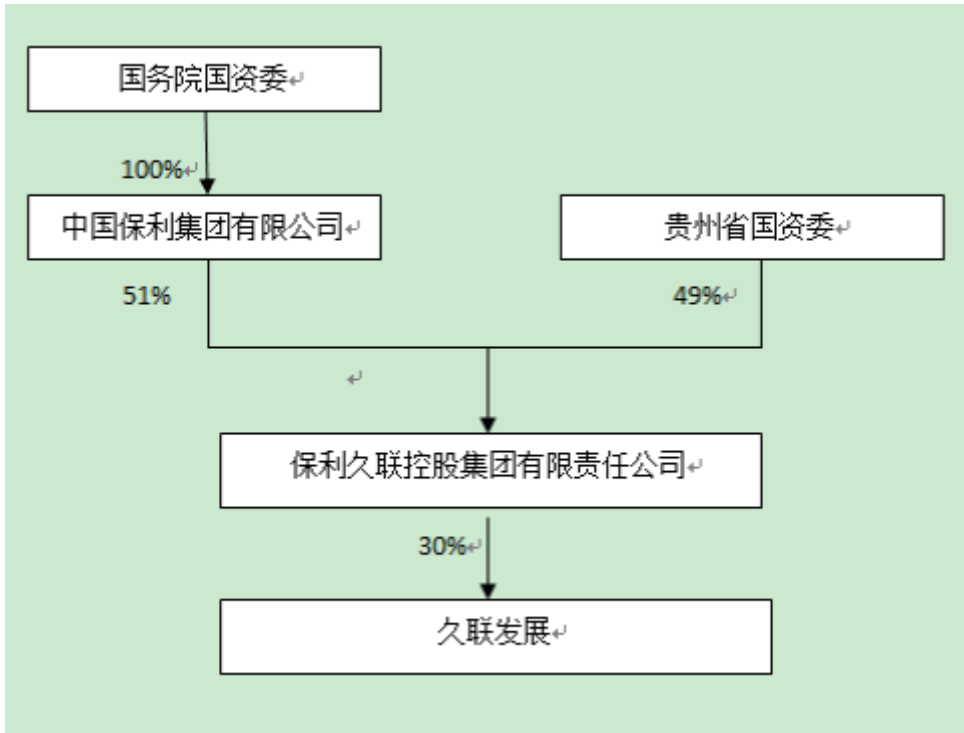 国务院国资委
100%
中国保利集团有限公司
贵州省国资委
51%
49%
保利久联控股集团有限责任公司
30%
久联发展